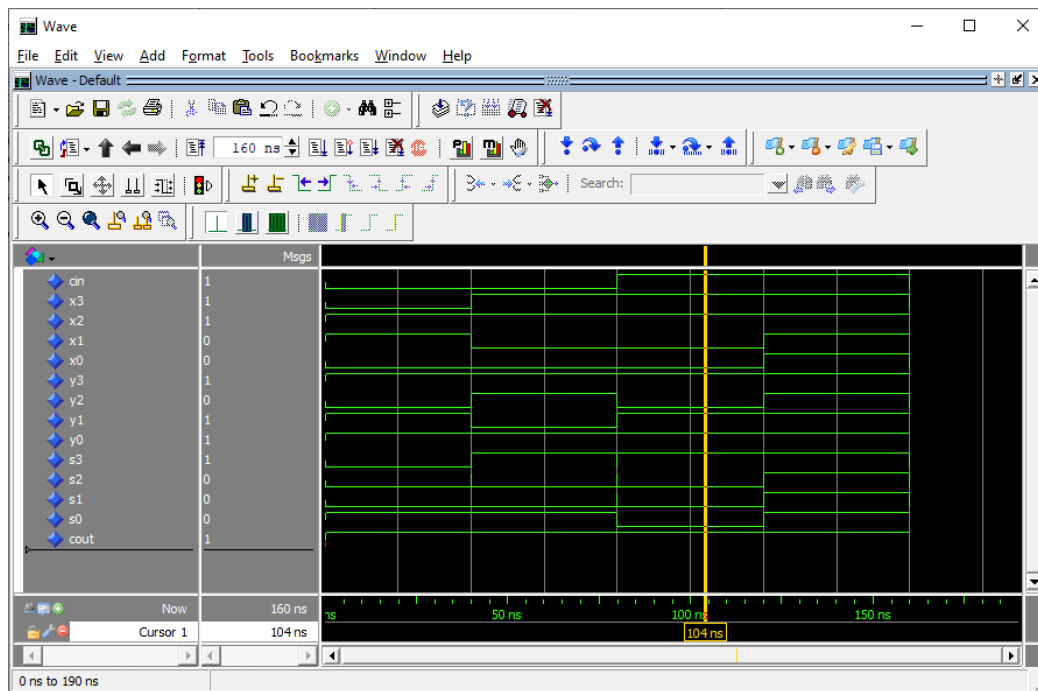 Wave
File Edit View Add Format Tools Bookmarks Window Help
Wave - Default
160 ns
Search:
Msgs
cin 1
x3 1
x2 1
x1 0
x0 0
y3 1
y2 0
y1 1
y0 1
s3 1
s2 0
s1 0
s0 0
cout 1
Now 160 ns
ns 50 ns 100 ns 150 ns
Cursor 1 104 ns
104 ns
0 ns to 190 ns